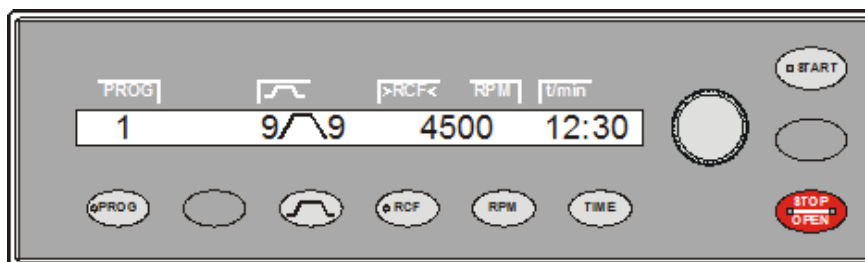 PROG >RCF< RPM t/min START
1 9 9 4500 12:30
PROG RCF RPM TIME STOP
OPEN